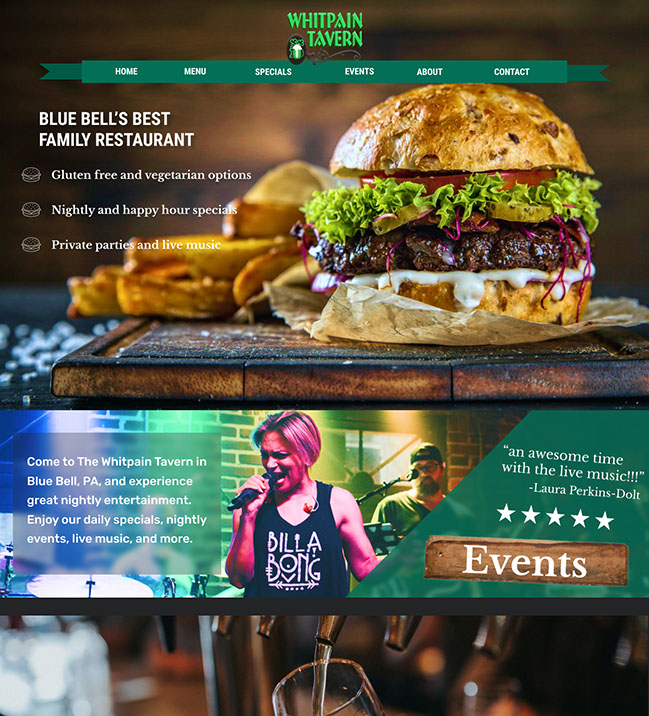 WHITPAIN
TAVERN
HOME MENU SPECIALS EVENTS ABOUT CONTACT
BLUE BELL'S BEST
FAMILY RESTAURANT
Gluten free and vegetarian options
Nightly and happy hour specials
Private parties and live music
Come to The Whitpain Tavern in
Blue Bell, PA, and experience
great nightly entertainment.
Enjoy our daily specials, nightly
events, live music, and more.
BILLA
BONG
“an awesome time
with the live music!!!”
-Laura Perkins-Dolt
Events